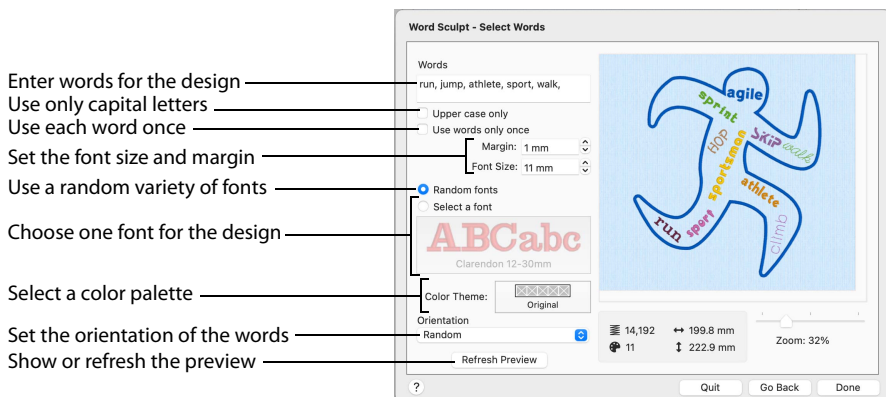 Word Sculpt - Select Words
Words
Enter words for the design
run, jump, athlete, sport, walk,
Use only capital letters
Upper case only
Use each word once
Use words only once
Set the font size and margin
Margin: 1 mm
Font Size: 11 mm
Use a random variety of fonts
Random fonts
Select a font
Choose one font for the design
ABCabc
Clarendon 12-30mm
Select a color palette
Color Theme:
Original
Set the orientation of the words
Orientation
Random
Show or refresh the preview
Refresh Preview
agile
sprint
HOP
sportsman
SKIP
walk
athlete
run
sport
climb
14,192
199.8 mm
11
222.9 mm
Zoom: 32%
?
Quit
Go Back
Done